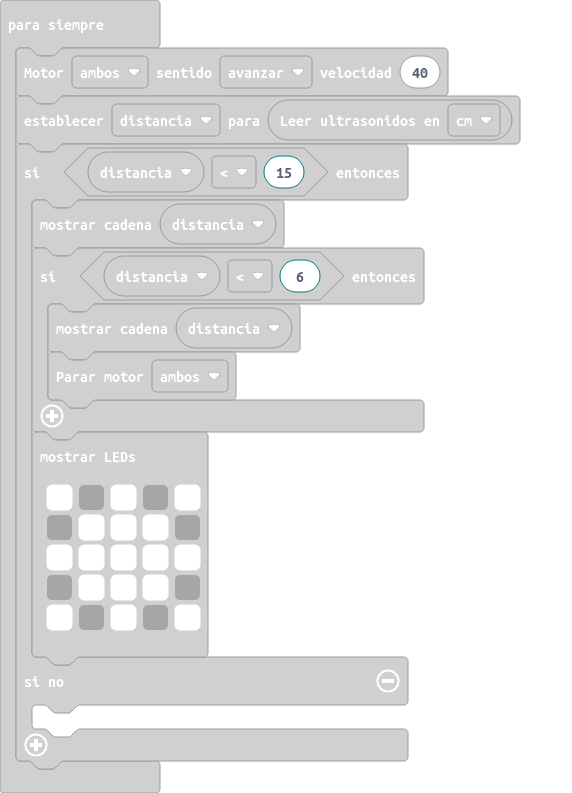 para siempre
Motor ambos sentido avanzar velocidad 40
establecer distancia para Leer ultrasonidos en cm
si distancia < 15 entonces
mostrar cadena distancia
si distancia < 6 entonces
mostrar cadena distancia
Parar motor ambos
mostrar LEDs
si no